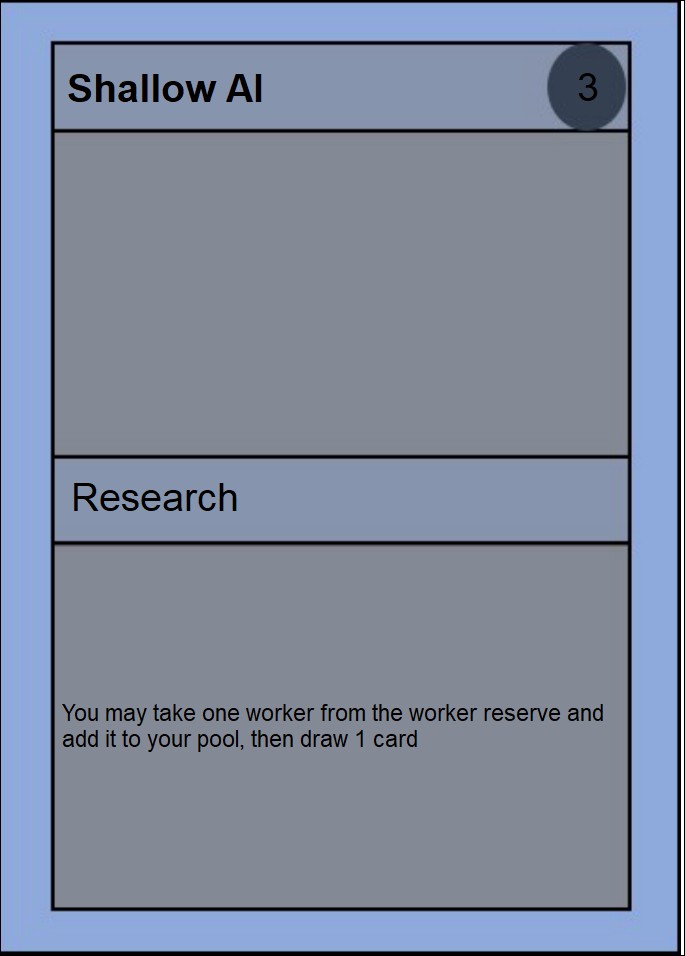 Shallow AI
3
Research
You may take one worker from the worker reserve and
add it to your pool, then draw 1 card